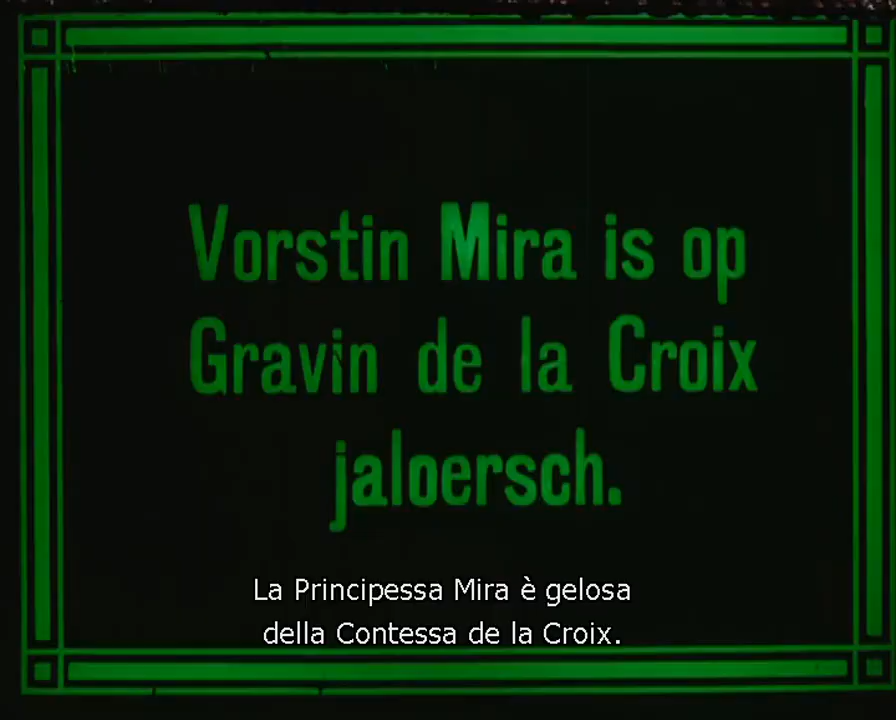 Vorstin Mira is op
Gravin de la Croix
jaloersch.
La Principessa Mira è gelosa
della Contessa de la Croix.